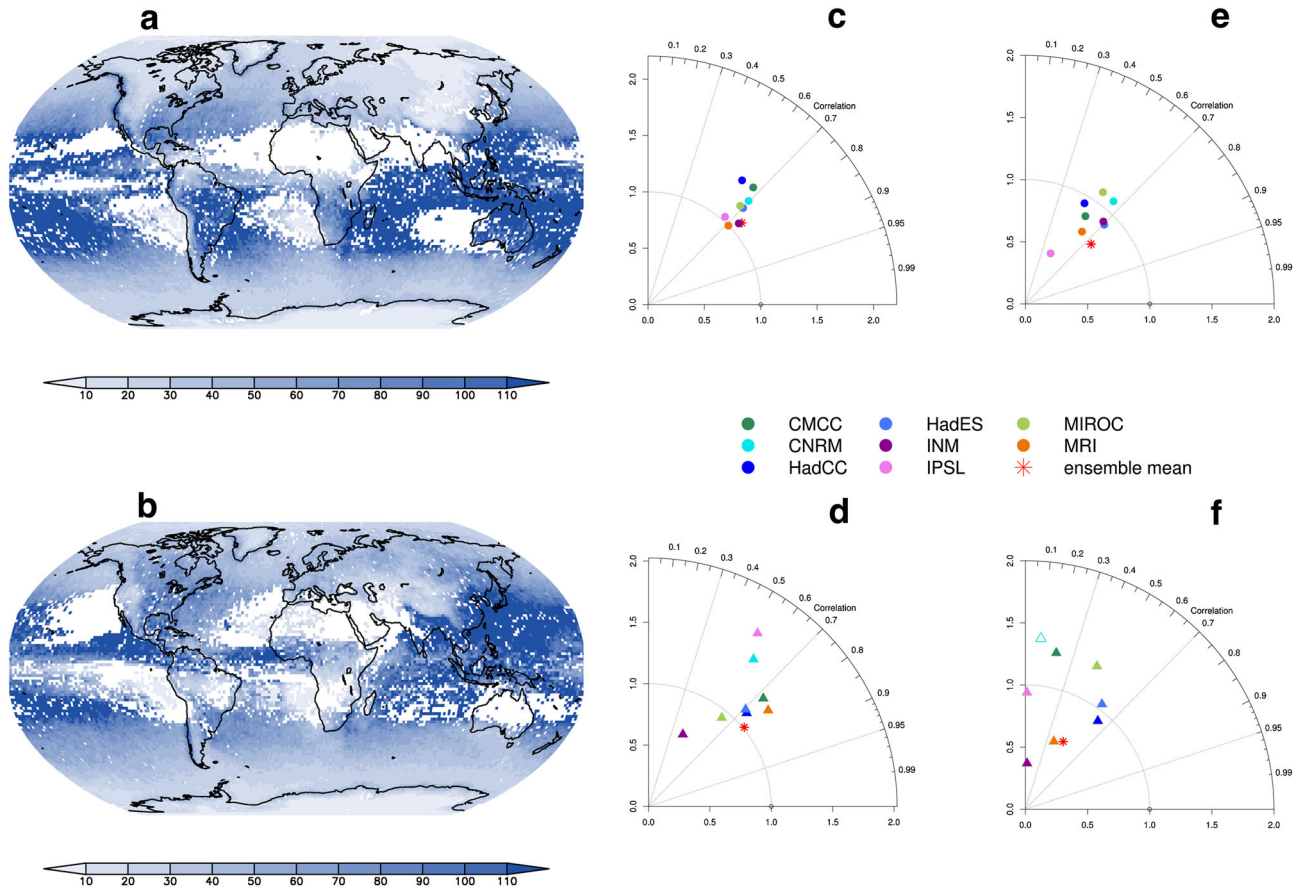 a
10 20 30 40 50 60 70 80 90 100 110
b
10 20 30 40 50 60 70 80 90 100 110
c
0.1 0.2 0.3 0.4 0.5 0.6 Correlation 0.7 0.8 0.9 0.95 0.99
2.0
1.5
1.0
0.5
0.0
0.0 0.5 1.0 1.5 2.0
e
0.1 0.2 0.3 0.4 0.5 0.6 Correlation 0.7 0.8 0.9 0.95 0.99
2.0
1.5
1.0
0.5
0.0
0.0 0.5 1.0 1.5 2.0
CMCC HadES MIROC
CNRM INM MRI
HadCC IPSL ensemble mean
d
0.1 0.2 0.3 0.4 0.5 0.6 Correlation 0.7 0.8 0.9 0.95 0.99
2.0
1.5
1.0
0.5
0.0
0.0 0.5 1.0 1.5 2.0
f
0.1 0.2 0.3 0.4 0.5 0.6 Correlation 0.7 0.8 0.9 0.95 0.99
2.0
1.5
1.0
0.5
0.0
0.0 0.5 1.0 1.5 2.0